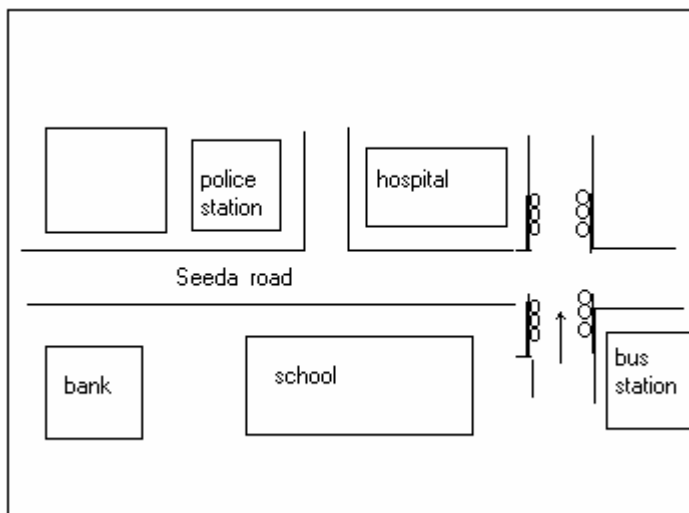 police
station
hospital
Seeda road
bank
school
bus
station